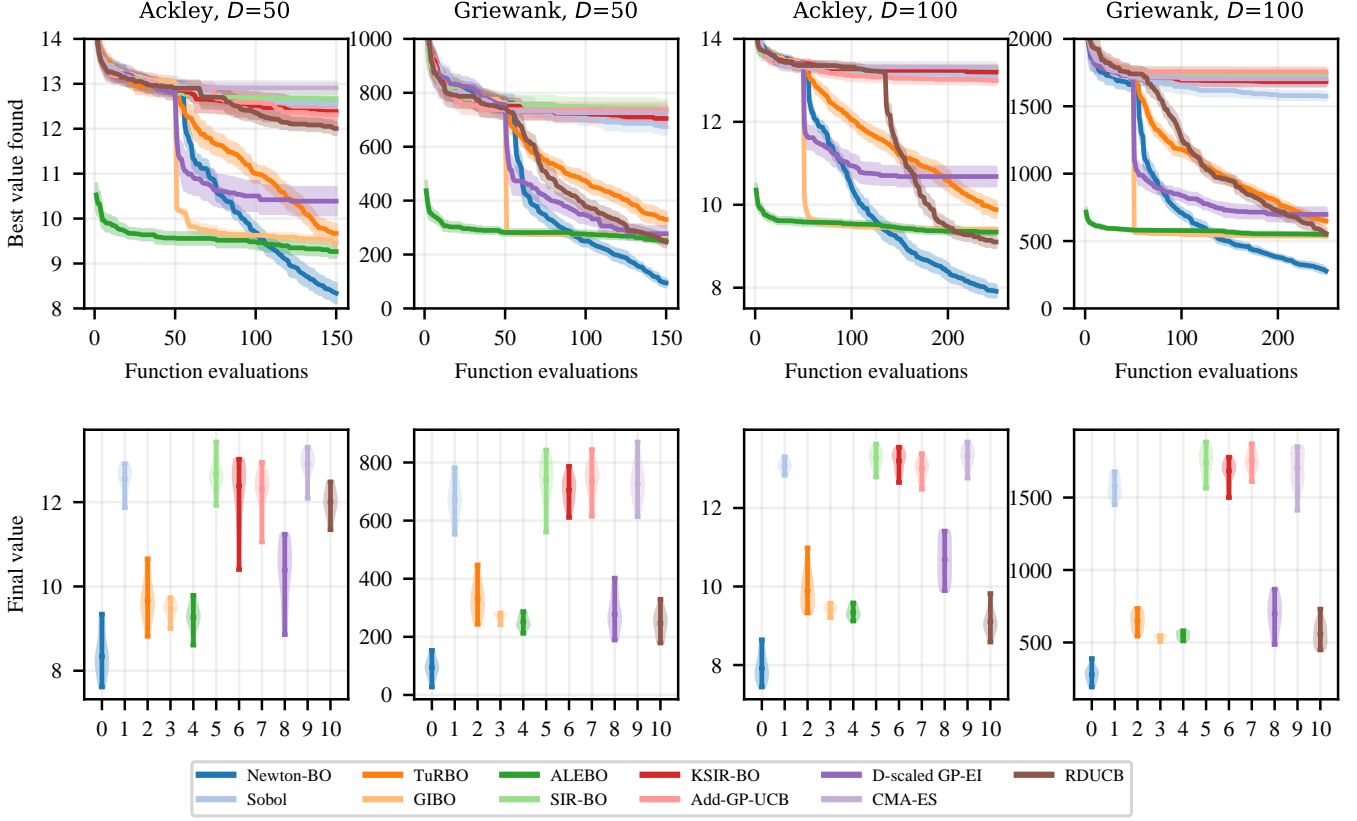 Ackley, D=50
Griewank, D=50
Ackley, D=100
Griewank, D=100
Best value found
14
13
12
11
10
9
8
0
50
100
150
Function evaluations
1000
800
600
400
200
0
0
50
100
150
Function evaluations
14
12
10
8
0
100
200
Function evaluations
2000
1500
1000
500
0
0
100
200
Function evaluations
Final value
12
10
8
0 1 2 3 4 5 6 7 8 9 10
800
600
400
200
0
0 1 2 3 4 5 6 7 8 9 10
12
10
8
0 1 2 3 4 5 6 7 8 9 10
1500
1000
500
0 1 2 3 4 5 6 7 8 9 10
Newton-BO
TuRBO
ALEBO
KSIR-BO
D-scaled GP-EI
RDUCB
Sobol
GIBO
SIR-BO
Add-GP-UCB
CMA-ES